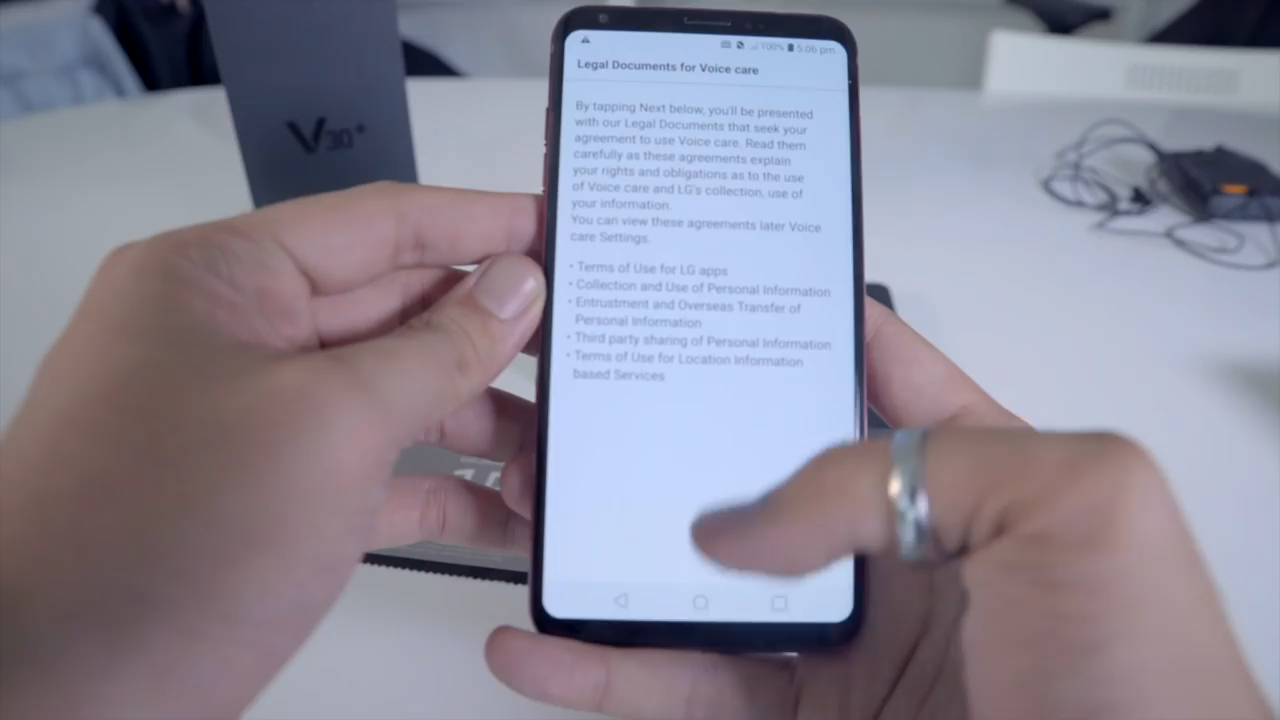 V30+
100% 5:06 pm
Legal Documents for Voice care
By tapping Next below, you'll be presented
with our Legal Documents that seek your
agreement to use Voice care. Read them
carefully as these agreements explain
your rights and obligations as to the use
of Voice care and LG's collection, use of
your information.
You can view these agreements later Voice
care Settings.
• Terms of Use for LG apps
• Collection and Use of Personal Information
• Entrustment and Overseas Transfer of
Personal Information
• Third party sharing of Personal Information
• Terms of Use for Location Information
based Services